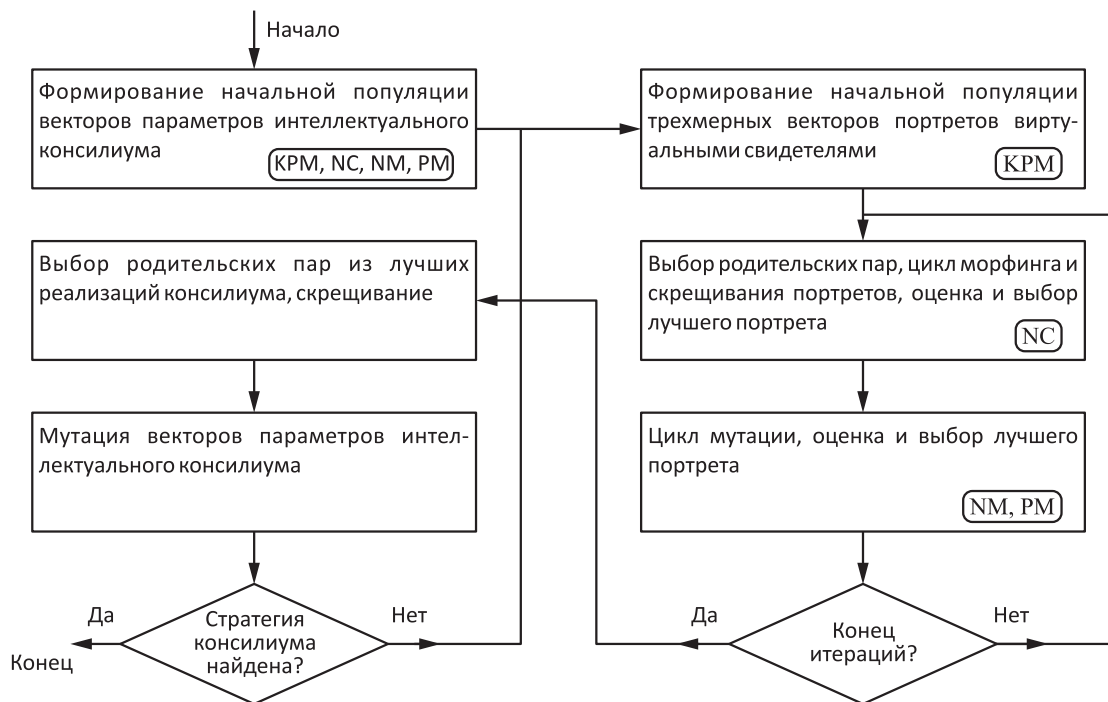 Начало
Формирование начальной популяции
векторов параметров интеллектуального
консилиума
KPM, NC, NM, PM
Формирование начальной популяции
трехмерных векторов портретов вирту-
альными свидетелями
KPM
Выбор родительских пар из лучших
реализаций консилиума, скрещивание
Выбор родительских пар, цикл морфинга и
скрещивания портретов, оценка и выбор
лучшего портрета
NC
Мутация векторов параметров интел-
лектуального консилиума
Цикл мутации, оценка и выбор лучшего
портрета
NM, PM
Да
Стратегия
консилиума
найдена?
Нет
Конец
Да
Конец
итераций?
Нет